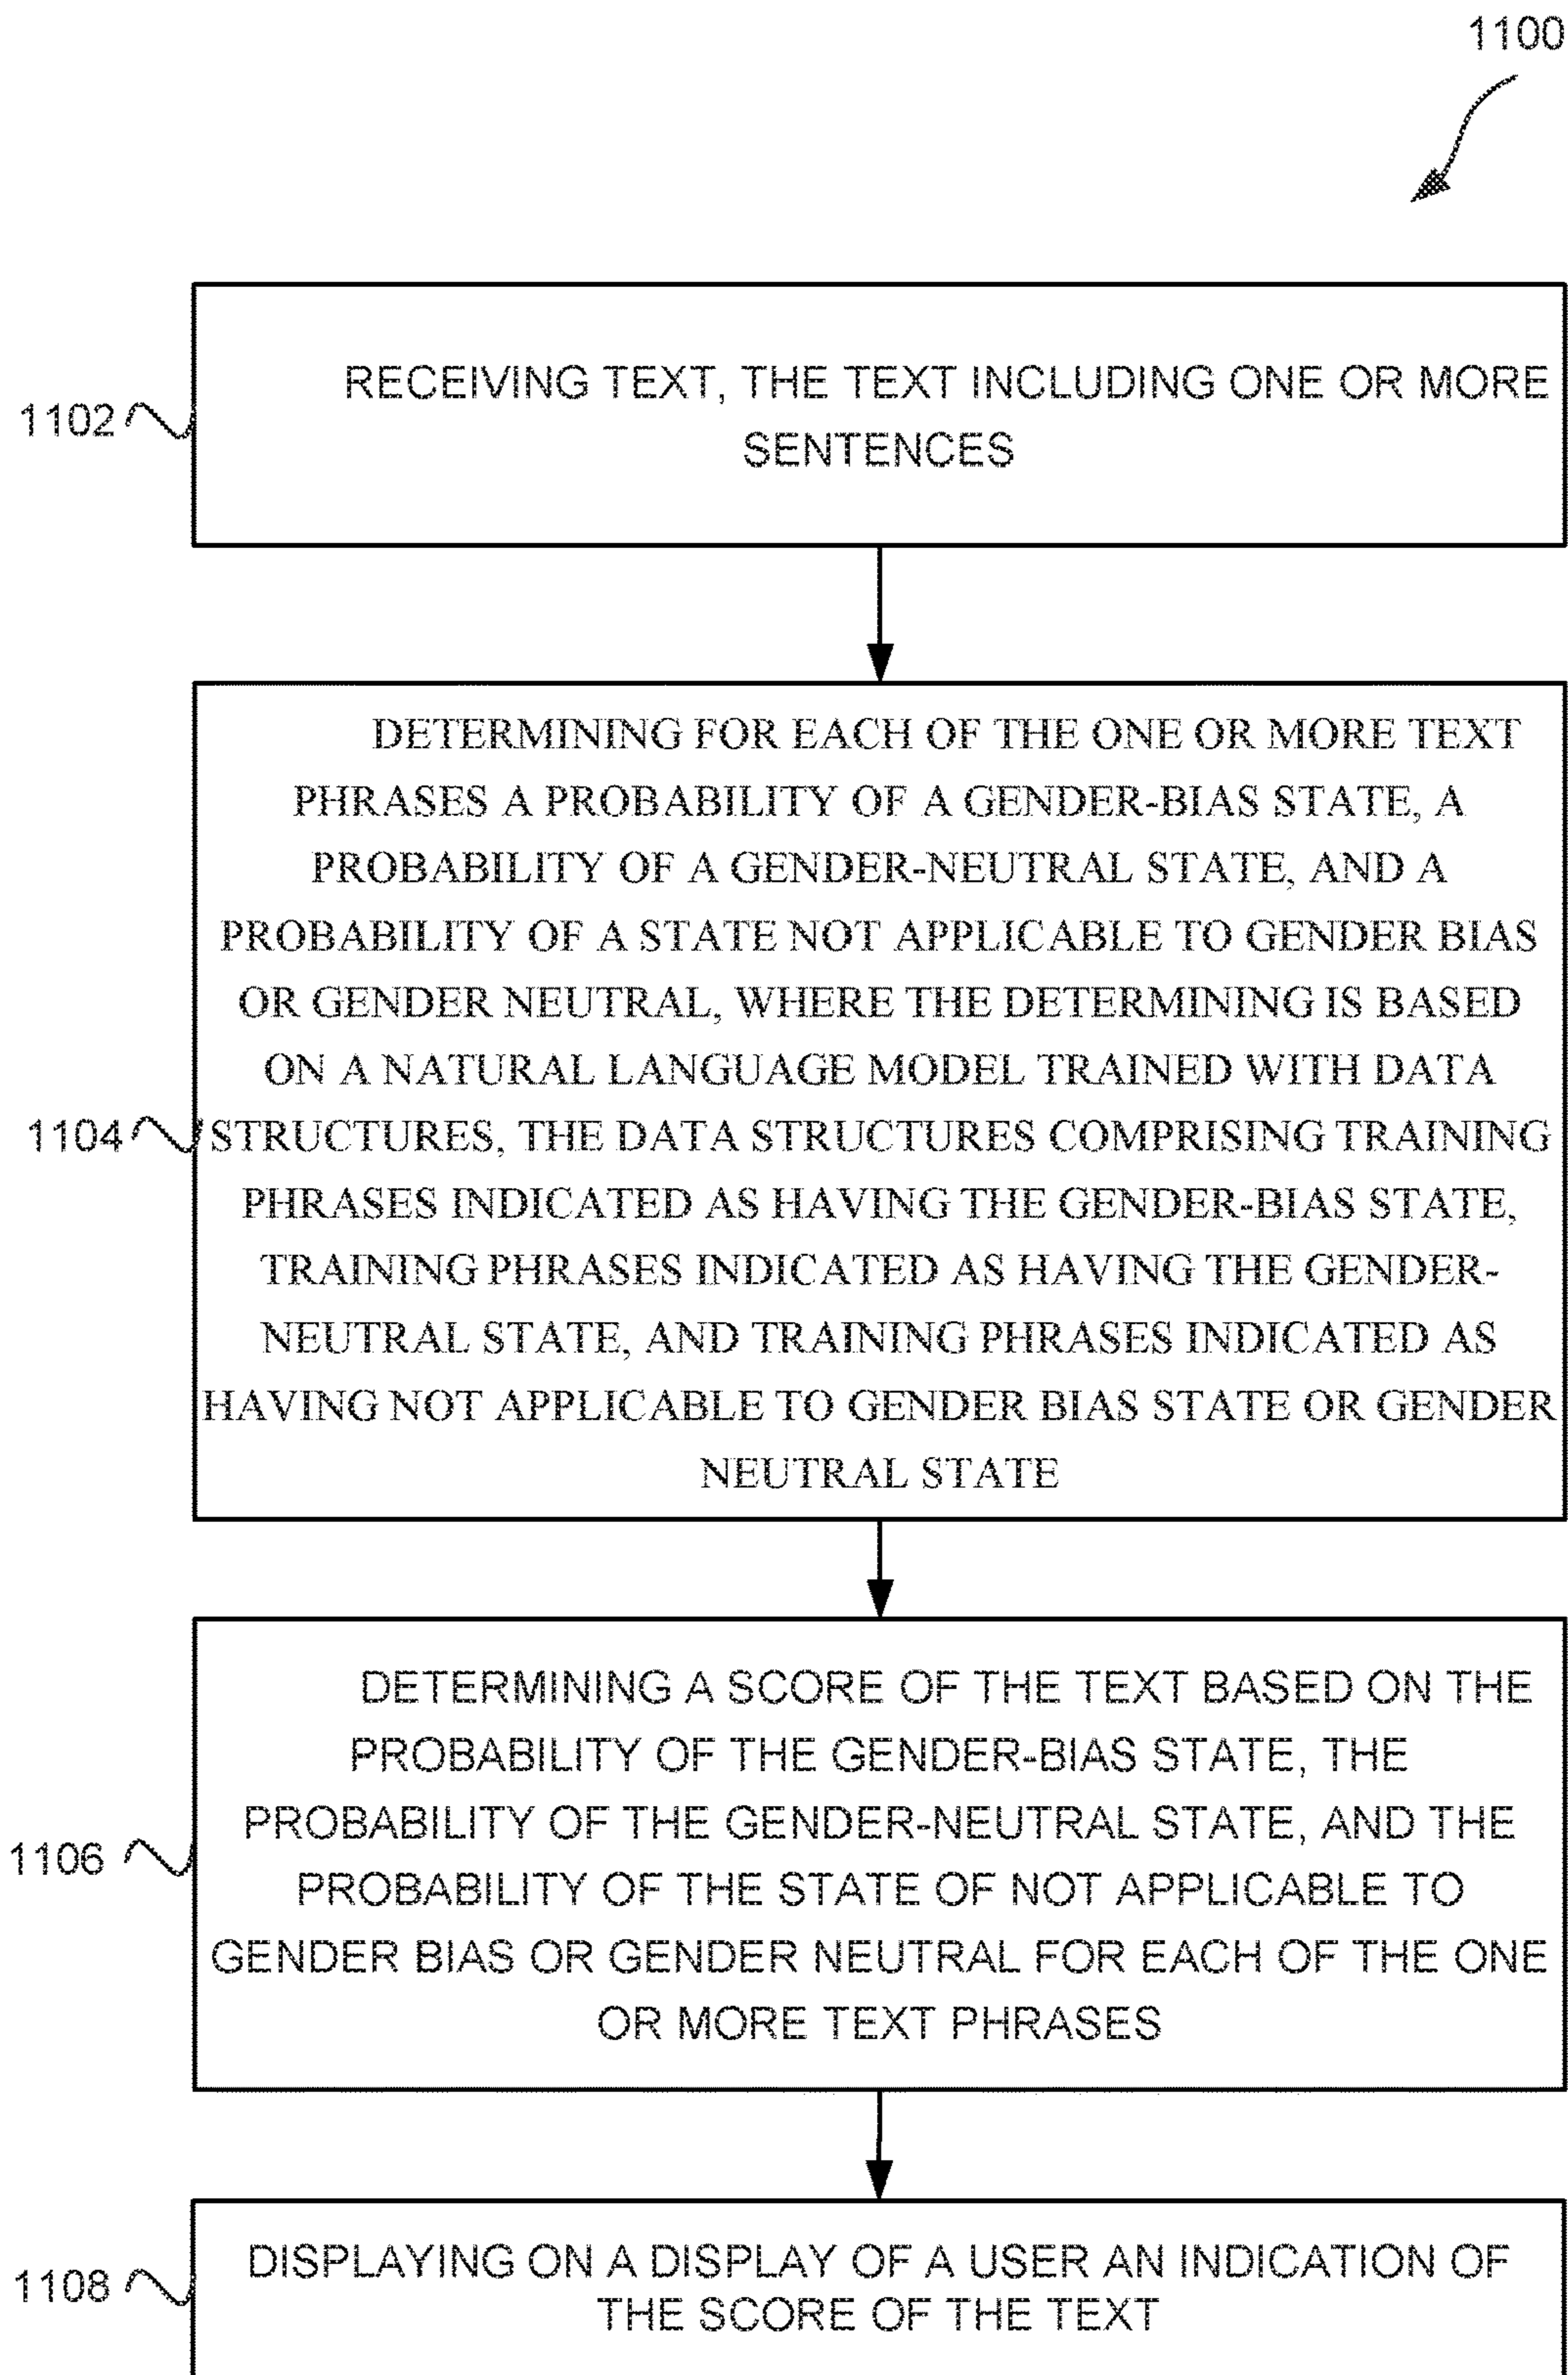 1100
1102
RECEIVING TEXT, THE TEXT INCLUDING ONE OR MORE
SENTENCES
1104
DETERMINING FOR EACH OF THE ONE OR MORE TEXT
PHRASES A PROBABILITY OF A GENDER-BIAS STATE, A
PROBABILITY OF A GENDER-NEUTRAL STATE, AND A
PROBABILITY OF A STATE NOT APPLICABLE TO GENDER BIAS
OR GENDER NEUTRAL, WHERE THE DETERMINING IS BASED
ON A NATURAL LANGUAGE MODEL TRAINED WITH DATA
STRUCTURES, THE DATA STRUCTURES COMPRISING TRAINING
PHRASES INDICATED AS HAVING THE GENDER-BIAS STATE,
TRAINING PHRASES INDICATED AS HAVING THE GENDER-
NEUTRAL STATE, AND TRAINING PHRASES INDICATED AS
HAVING NOT APPLICABLE TO GENDER BIAS STATE OR GENDER
NEUTRAL STATE
1106
DETERMINING A SCORE OF THE TEXT BASED ON THE
PROBABILITY OF THE GENDER-BIAS STATE, THE
PROBABILITY OF THE GENDER-NEUTRAL STATE, AND THE
PROBABILITY OF THE STATE OF NOT APPLICABLE TO
GENDER BIAS OR GENDER NEUTRAL FOR EACH OF THE ONE
OR MORE TEXT PHRASES
1108
DISPLAYING ON A DISPLAY OF A USER AN INDICATION OF
THE SCORE OF THE TEXT